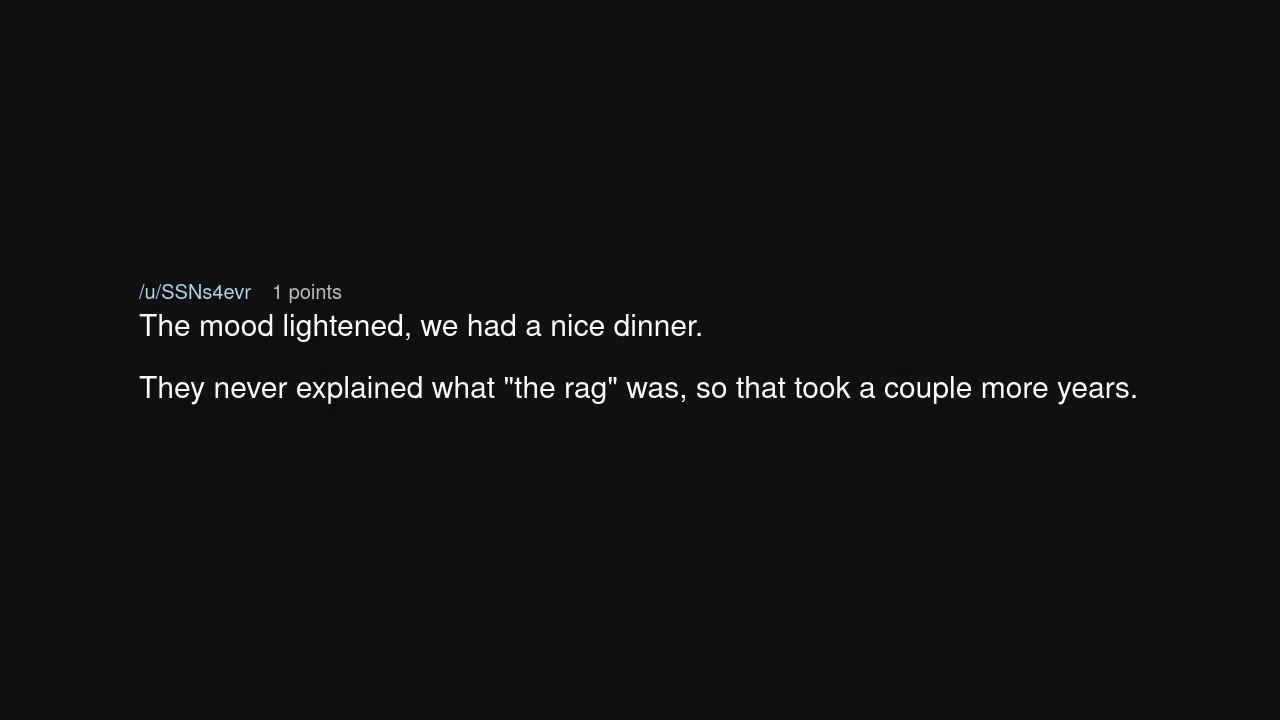 /u/SSNs4evr 1 points
The mood lightened, we had a nice dinner.
They never explained what "the rag" was, so that took a couple more years.